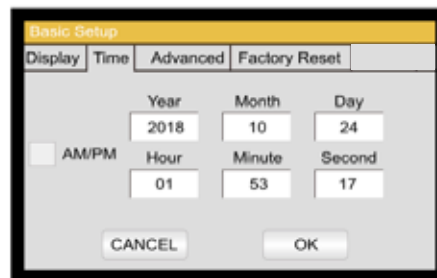 Basic Setup
Display Time Advanced Factory Reset
Year Month Day
2018 10 24
AM/PM
Hour Minute Second
01 53 17
CANCEL OK